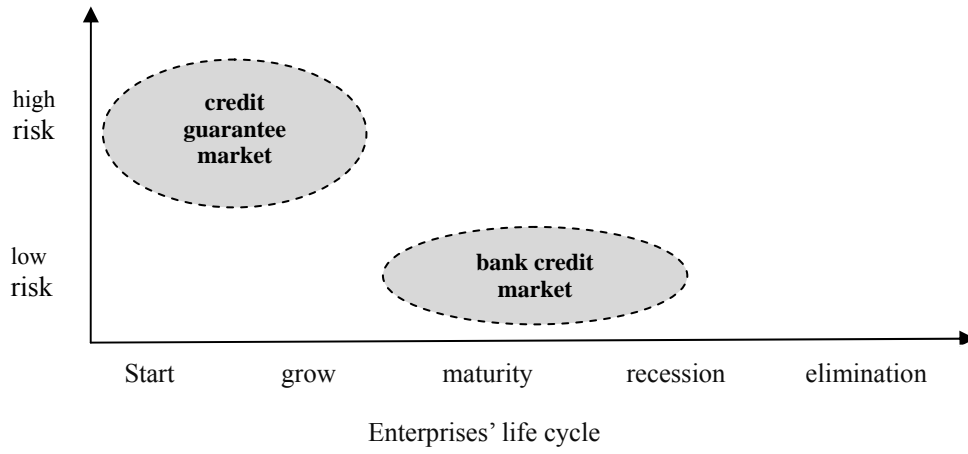 high
risk
credit
guarantee
market
low
risk
bank credit
market
Start grow maturity recession elimination
Enterprises’ life cycle